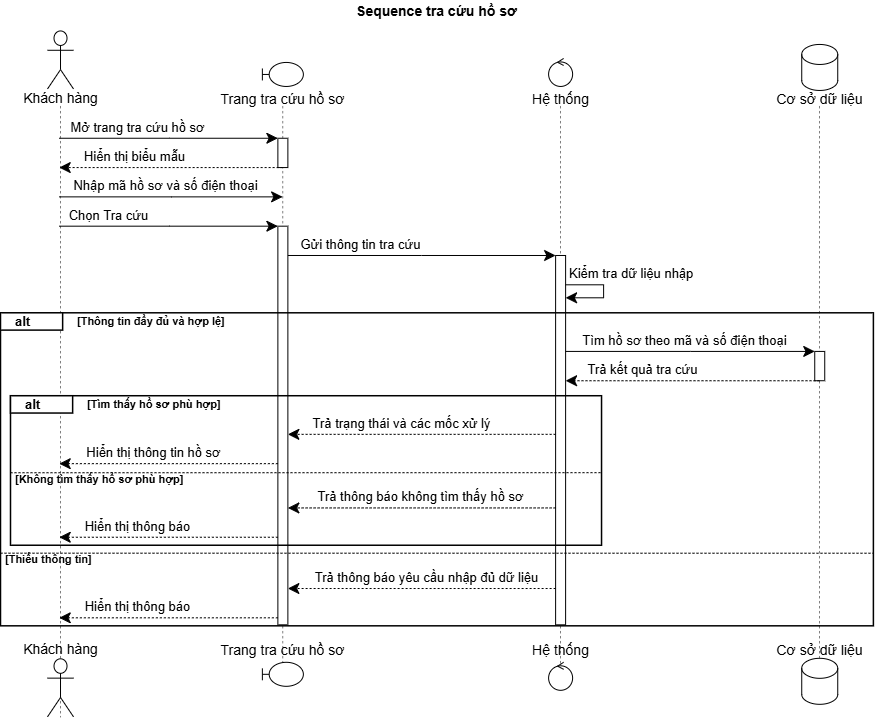 Sequence tra cứu hồ sơ
Khách hàng
Trang tra cứu hồ sơ
Hệ thống
Cơ sở dữ liệu
Mở trang tra cứu hồ sơ
Hiển thị biểu mẫu
Nhập mã hồ sơ và số điện thoại
Chọn Tra cứu
Gửi thông tin tra cứu
Kiểm tra dữ liệu nhập
alt
[Thông tin đầy đủ và hợp lệ]
Tìm hồ sơ theo mã và số điện thoại
Trả kết quả tra cứu
alt
[Tìm thấy hồ sơ phù hợp]
Trả trạng thái và các mốc xử lý
Hiển thị thông tin hồ sơ
[Không tìm thấy hồ sơ phù hợp]
Trả thông báo không tìm thấy hồ sơ
Hiển thị thông báo
[Thiếu thông tin]
Trả thông báo yêu cầu nhập đủ dữ liệu
Hiển thị thông báo
Khách hàng
Trang tra cứu hồ sơ
Hệ thống
Cơ sở dữ liệu